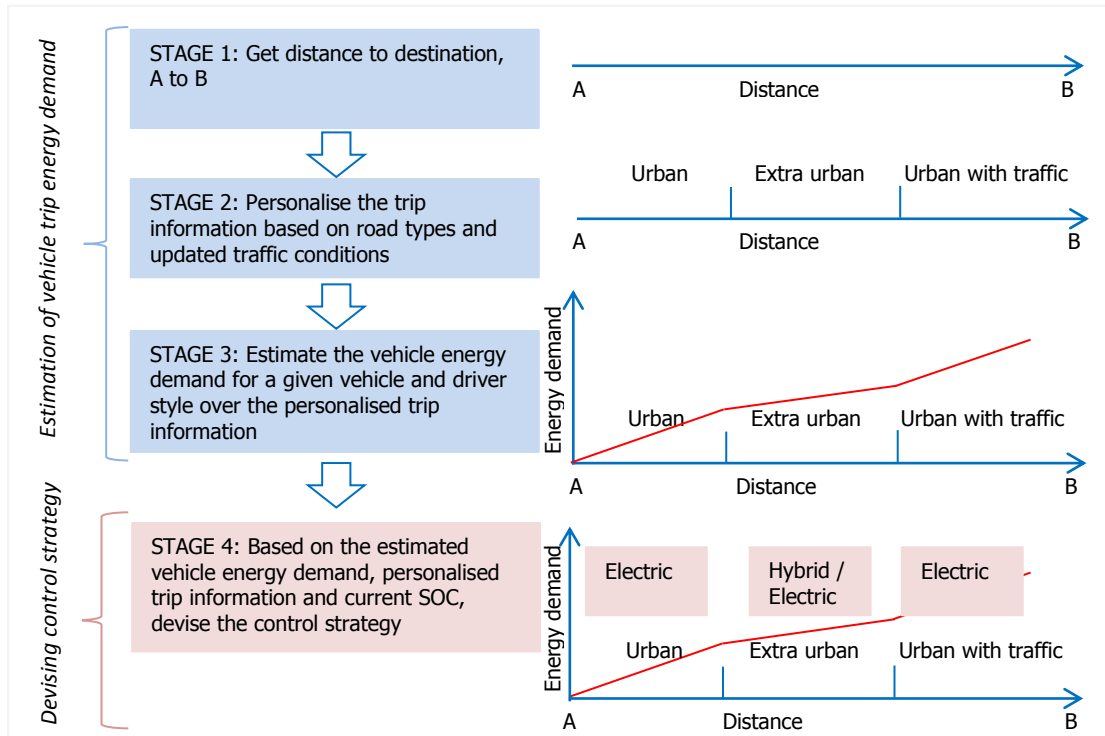 Estimation of vehicle trip energy demand
STAGE 1: Get distance to destination,
A to B
A Distance B
STAGE 2: Personalise the trip
information based on road types and
updated traffic conditions
Urban Extra urban Urban with traffic
A Distance B
STAGE 3: Estimate the vehicle energy
demand for a given vehicle and driver
style over the personalised trip
information
Energy demand
Urban Extra urban Urban with traffic
A Distance B
Devising control strategy
STAGE 4: Based on the estimated
vehicle energy demand, personalised
trip information and current SOC,
devise the control strategy
Energy demand
Electric Hybrid / Electric
Electric
Urban Extra urban Urban with traffic
A Distance B